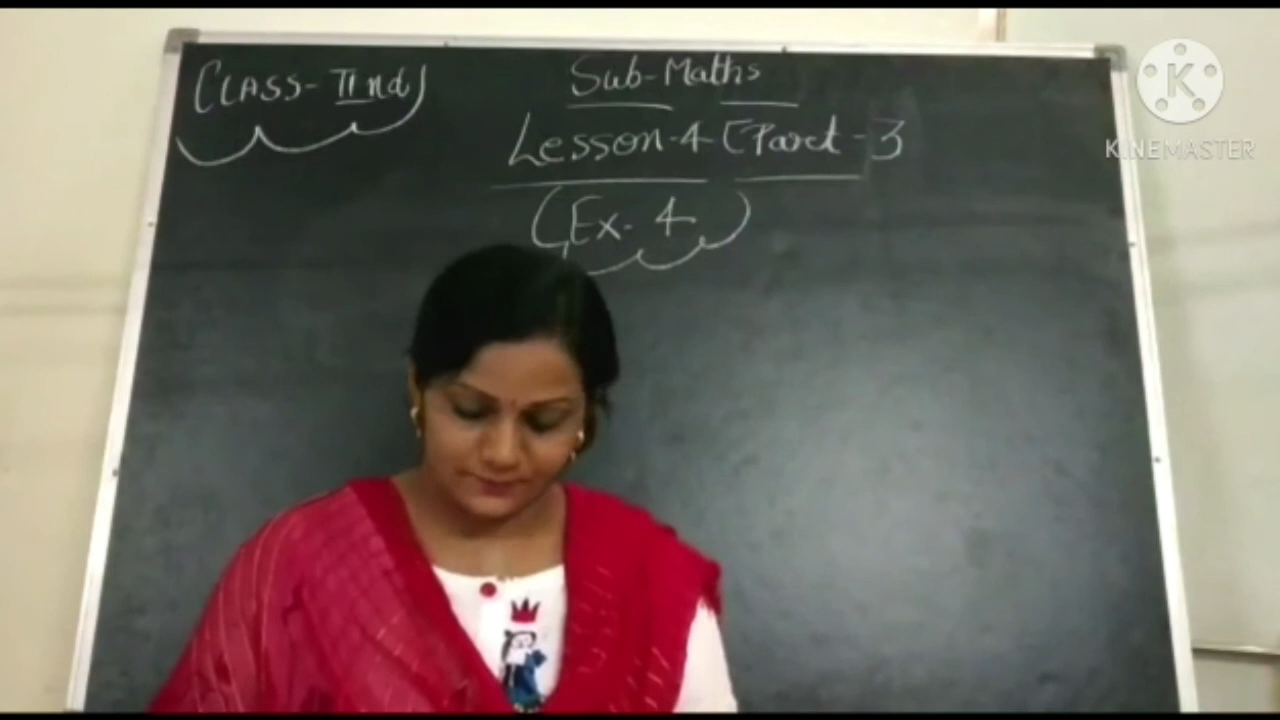 CLASS-IInd
Sub-Maths
Lesson-4-[Part-3
(Ex. 4)
K
KINEMASTER